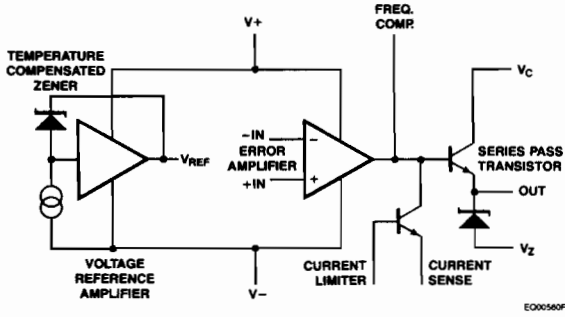 FREQ.
COMP.
V+
TEMPERATURE
COMPENSATED
ZENER
VC
−IN
ERROR
AMPLIFIER
+IN
−
+
VREF
SERIES PASS
TRANSISTOR
OUT
VZ
VOLTAGE
REFERENCE
AMPLIFIER
V−
CURRENT
LIMITER
CURRENT
SENSE
EQ00560F